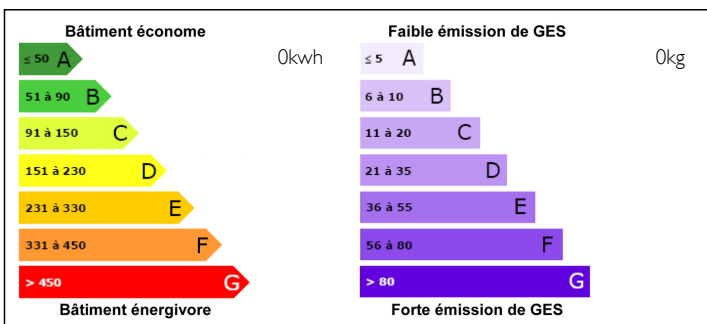 Bâtiment économe
≤ 50 A
0kwh
51 à 90 B
91 à 150 C
151 à 230 D
231 à 330 E
331 à 450 F
> 450 G
Bâtiment énergivore
Faible émission de GES
≤ 5 A
0kg
6 à 10 B
11 à 20 C
21 à 35 D
36 à 55 E
56 à 80 F
> 80 G
Forte émission de GES